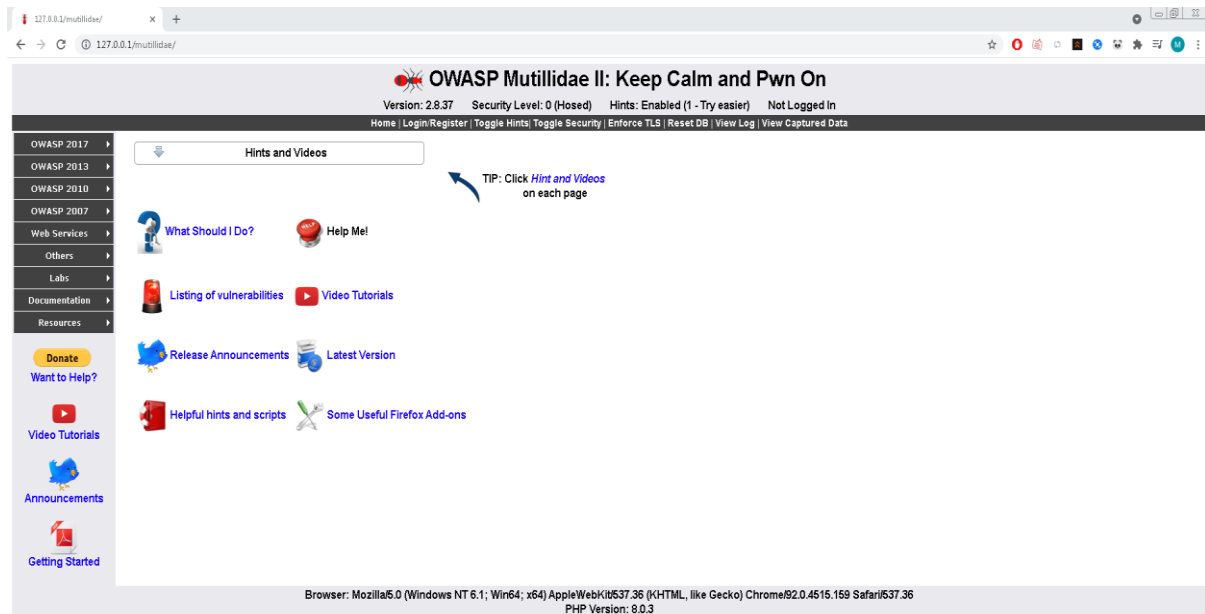 127.0.0.1/mutillidae/
127.0.0.1/mutillidae/
OWASP Mutillidae II: Keep Calm and Pwn On
Version: 2.8.37 Security Level: 0 (Hosed) Hints: Enabled (1 - Try easier) Not Logged In
Home | Login/Register | Toggle Hints | Toggle Security | Enforce TLS | Reset DB | View Log | View Captured Data
OWASP 2017
OWASP 2013
OWASP 2010
OWASP 2007
Web Services
Others
Labs
Documentation
Resources
Donate
Want to Help?
Video Tutorials
Announcements
Getting Started
Hints and Videos
TIP: Click Hint and Videos
on each page
What Should I Do?
HELP
Help Me!
Listing of vulnerabilities
Video Tutorials
Release Announcements
Latest Version
Helpful hints and scripts
Some Useful Firefox Add-ons
Browser: Mozilla/5.0 (Windows NT 6.1; Win64; x64) AppleWebKit/537.36 (KHTML, like Gecko) Chrome/92.0.4515.159 Safari/537.36
PHP Version: 8.0.3